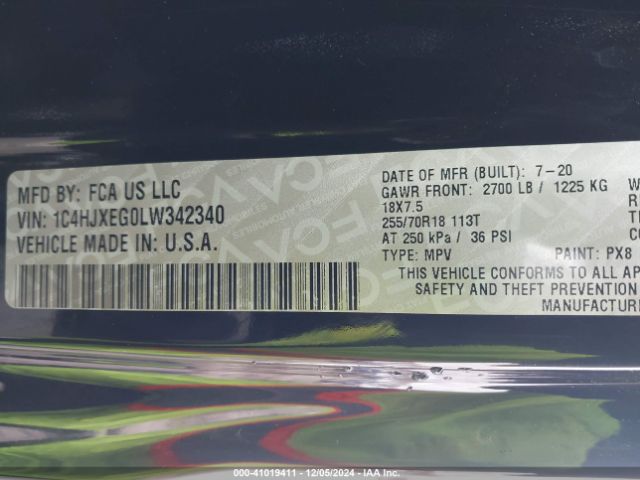 MFD BY: FCA US LLC
VIN: 1C4HJXEG0LW342340
VEHICLE MADE IN: U.S.A.
DATE OF MFR (BUILT): 7-20
GAWR FRONT: 2700 LB / 1225 KG
18X7.5
255/70R18 113T
AT 250 kPa / 36 PSI
TYPE: MPV PAINT: PX8
THIS VEHICLE CONFORMS TO ALL AP
SAFETY AND THEFT PREVENTION
MANUFACTUR
000-41019411 - 12/05/2024 - IAA Inc.